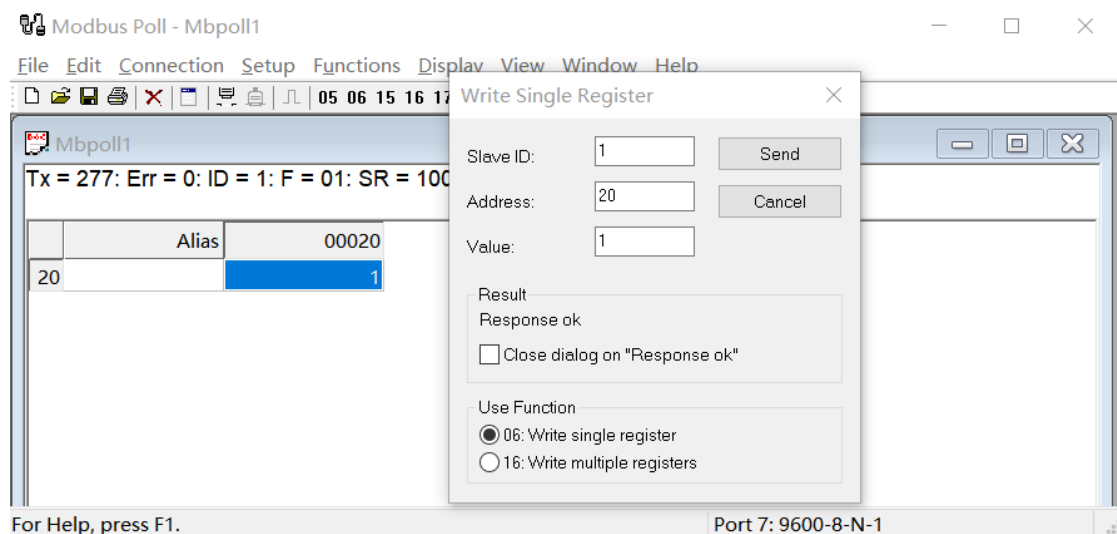 Modbus Poll - Mbpoll1
File Edit Connection Setup Functions Display View Window Help
05 06 15 16 17
Mbpoll1
Tx = 277: Err = 0: ID = 1: F = 01: SR = 100
Alias 00020
20 1
Write Single Register
Slave ID: 1 Send
Address: 20 Cancel
Value: 1
Result
Response ok
Close dialog on "Response ok"
Use Function
06: Write single register
16: Write multiple registers
For Help, press F1. Port 7: 9600-8-N-1